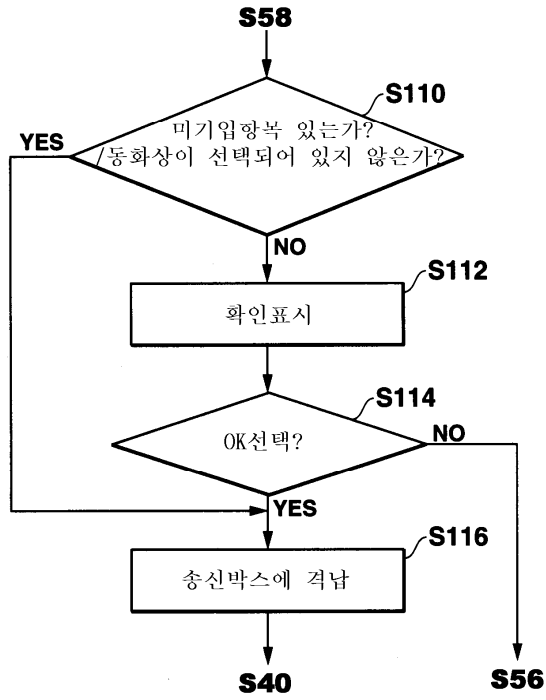 S58
S110
YES
미기입항목 있는가?
/동화상이 선택되어 있지 않은가?
NO
S112
확인표시
S114
OK선택?
NO
YES
S116
송신박스에 격납
S40
S56